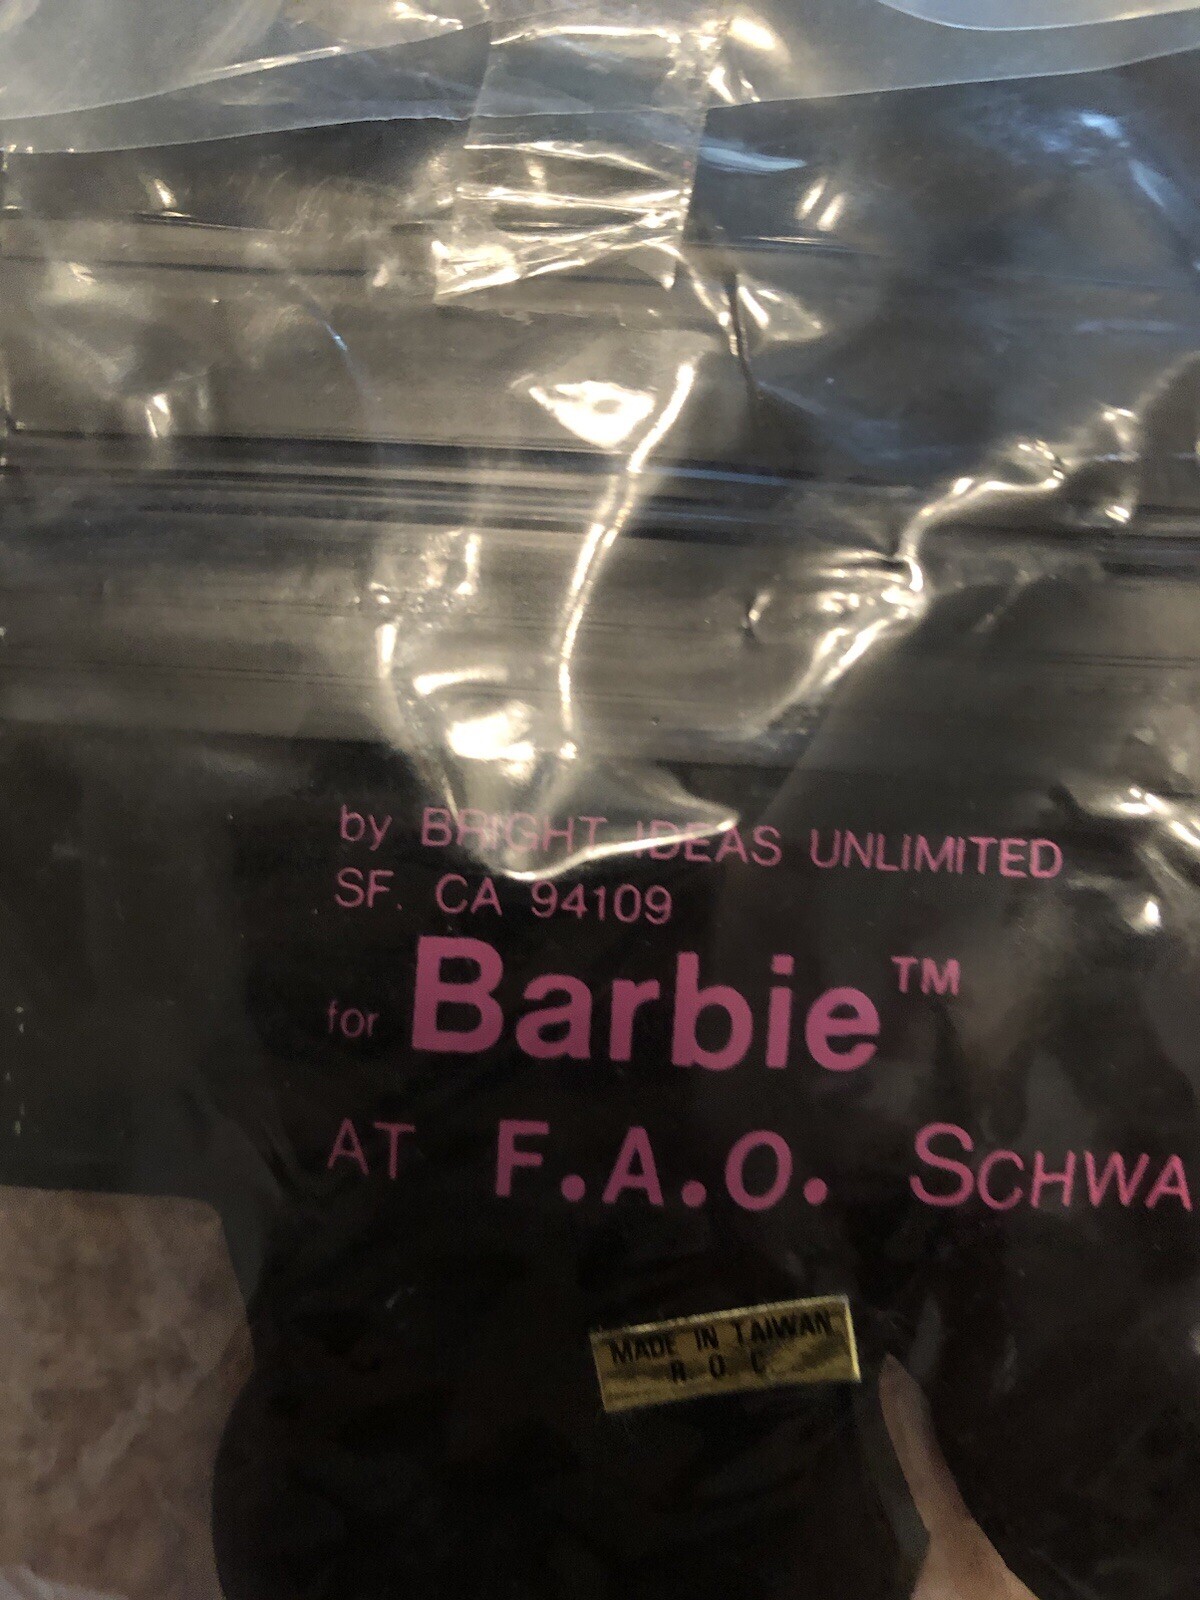 by BRIGHT IDEAS UNLIMITED
SF. CA 94109
for Barbie™
AT F.A.O. SCHWA
MADE IN TAIWAN
R. O. C.